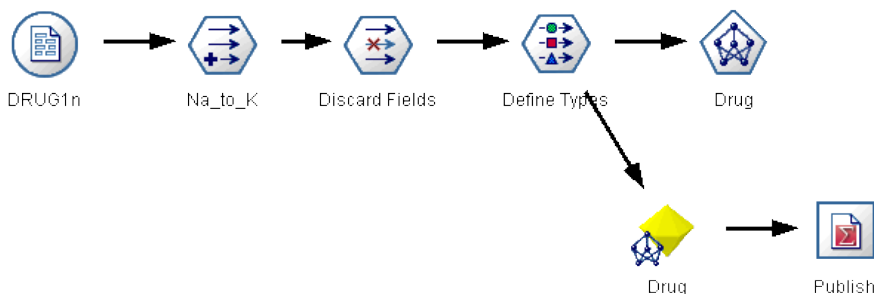 DRUG1n
Na_to_K
Discard Fields
Define Types
Drug
Drug
Publish